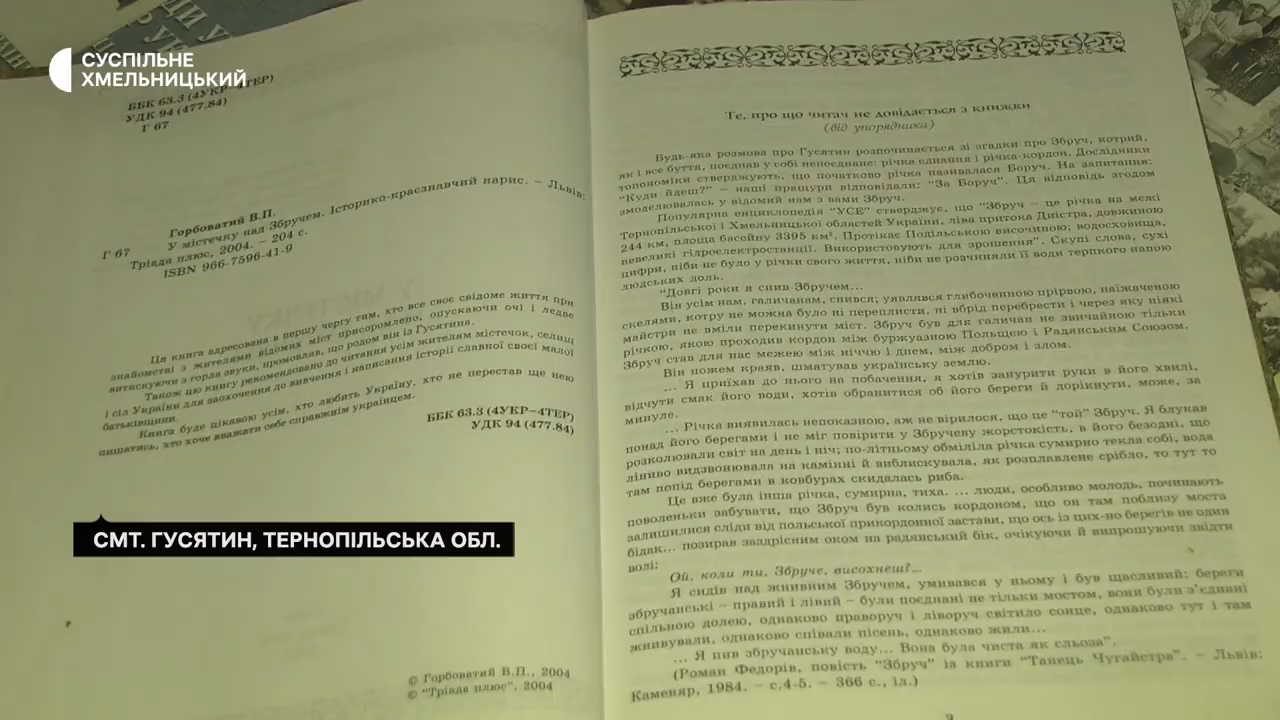 СУСПІЛЬНЕ
ХМЕЛЬНИЦЬКИЙ
ББК 63.3 (4УКР-4ТЕР)
УДК 94 (477.84)
Г 67
Горбоватий В.П.
Г 67 У містечку над Збручем. Історико-краєзнавчий нарис. – Львів:
Тріада плюс, 2004. – 204 с.
ISBN 966-7596-41-9
Ця книга адресована в першу чергу тим, хто все своє свідоме життя при
знайомстві з жителями відомих міст присоромлено, опускаючи очі і ледве
витискуючи з горла звуки, промовляв, що родом він із Гусятина.
Також цю книгу рекомендовано до читання усім жителям містечок, селищ
і сіл України для заохочення до вивчення і написання історії славної своєї малої
батьківщини.
Книга буде цікавою усім, хто любить Україну, хто не перестав ще нею
пишатись, хто хоче вважати себе справжнім українцем.
ББК 63.3 (4УКР–4ТЕР)
УДК 94 (477.84)
СМТ. ГУСЯТИН, ТЕРНОПІЛЬСЬКА ОБЛ.
© Горбоватий В.П., 2004
© "Тріада плюс", 2004
Те, про що читач не довідається з книжки
(від упорядника)
Будь-яка розмова про Гусятин розпочинається зі згадки про Збруч, котрий,
як і все буття, поєднав у собі непоєднане: річка єднання і річка-кордон. Дослідники
топономіки стверджують, що початково річка називалася Боруч. На запитання:
"Куди йдеш?" – наші пращури відповідали: "За Боруч". Ця відповідь згодом
змоделювалась у відомий нам з вами Збруч.
Популярна енциклопедія "УСЕ" стверджує, що "Збруч – це річка на межі
Тернопільської і Хмельницької областей України, ліва притока Дністра, довжиною
244 км, площа басейну 3395 км². Протікає Подільською височиною; водосховища,
невеликі гідроелектростанції. Використовують для зрошення". Скупі слова, сухі
цифри, ніби не було у річки свого життя, ніби не розчинили її води терпкого напою
людських доль.
"Довгі роки я снив Збручем...
Він усім нам, галичанам, снився; уявлявся глибоченною прірвою, наїжаченою
скелями, котру не можна було ні переплисти, ні вбрід перебрести і через яку ніякі
майстри не вміли перекинути міст. Збруч був для галичан не звичайною тільки
річкою, якою проходив кордон між буржуазною Польщею і Радянським Союзом,
Збруч став для нас межею між ніччю і днем, між добром і злом.
Він ножем краяв, шматував українську землю.
... Я приїхав до нього на побачення, я хотів занурити руки в його хвилі,
відчути смак його води, хотів обранитися об його береги й дорікнути, може, за
минуле.
... Річка виявилась непоказною, аж не вірилося, що це "той" Збруч. Я блукав
понад його берегами і не міг повірити у Збручеву жорстокість, в його безодні, що
розколювали світ на день і ніч; по-літньому обміліла річка сумирно текла собі, вода
лініво видзвонювала на камінні й виблискувала, як розплавлене срібло, то тут то
там попід берегами в ковбурах скидалась риба.
Це вже була інша річка, сумирна, тиха. ... люди, особливо молодь, починають
поволеньки забувати, що Збруч був колись кордоном, що он там поблизу моста
залишилися сліди від польської прикордонної застави, що ось із цих-но берегів не один
бідак... позирав заздрісним оком на радянський бік, очікуючи й випрошуючи звідти
волі:
Ой, коли ти, Збруче, висохнеш?...
Я сидів над жнивним Збручем, умивався у ньому і був щасливий: береги
збручанські – правий і лівий – були поєднані не тільки мостом, вони були з'єднані
спільною долею, однаково праворуч і ліворуч світило сонце, однаково тут і там
жнивували, однаково співали пісень, однаково жили...
... Я пив збручанську воду... Вона була чиста як сльоза".
(Роман Федорів, повість "Збруч" із книги "Танець Чугайстра". – Львів:
Каменяр, 1984. – с.4-5. – 366 с., іл.)